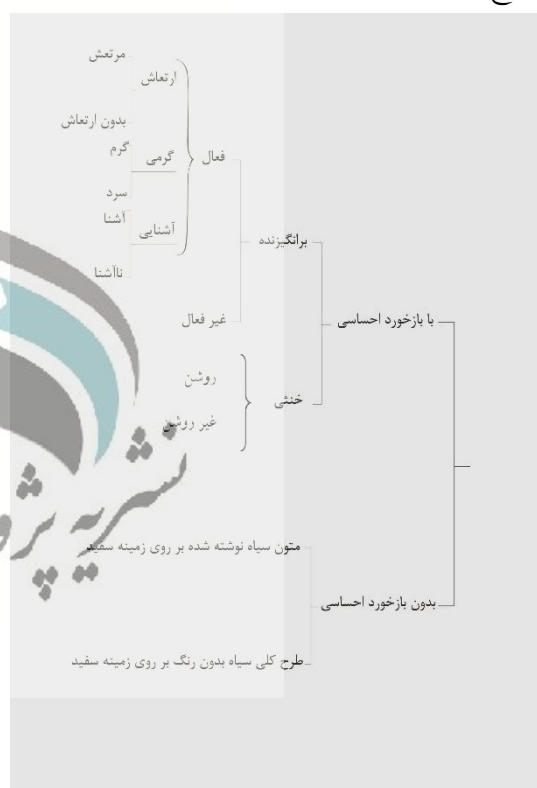 مرتعش
ارتعاش
بدون ارتعاش
گرم
گرمی
فعال
سرد
آشنا
آشنایی
برانگیزنده
ناآشنا
غیر فعال
با بازخورد احساسی
روشن
خنثی
غیر روشن
نشریه
متون سیاه نوشته شده بر روی زمینه سفید
بدون بازخورد احساسی
طرح کلی سیاه بدون رنگ بر روی زمینه سفید